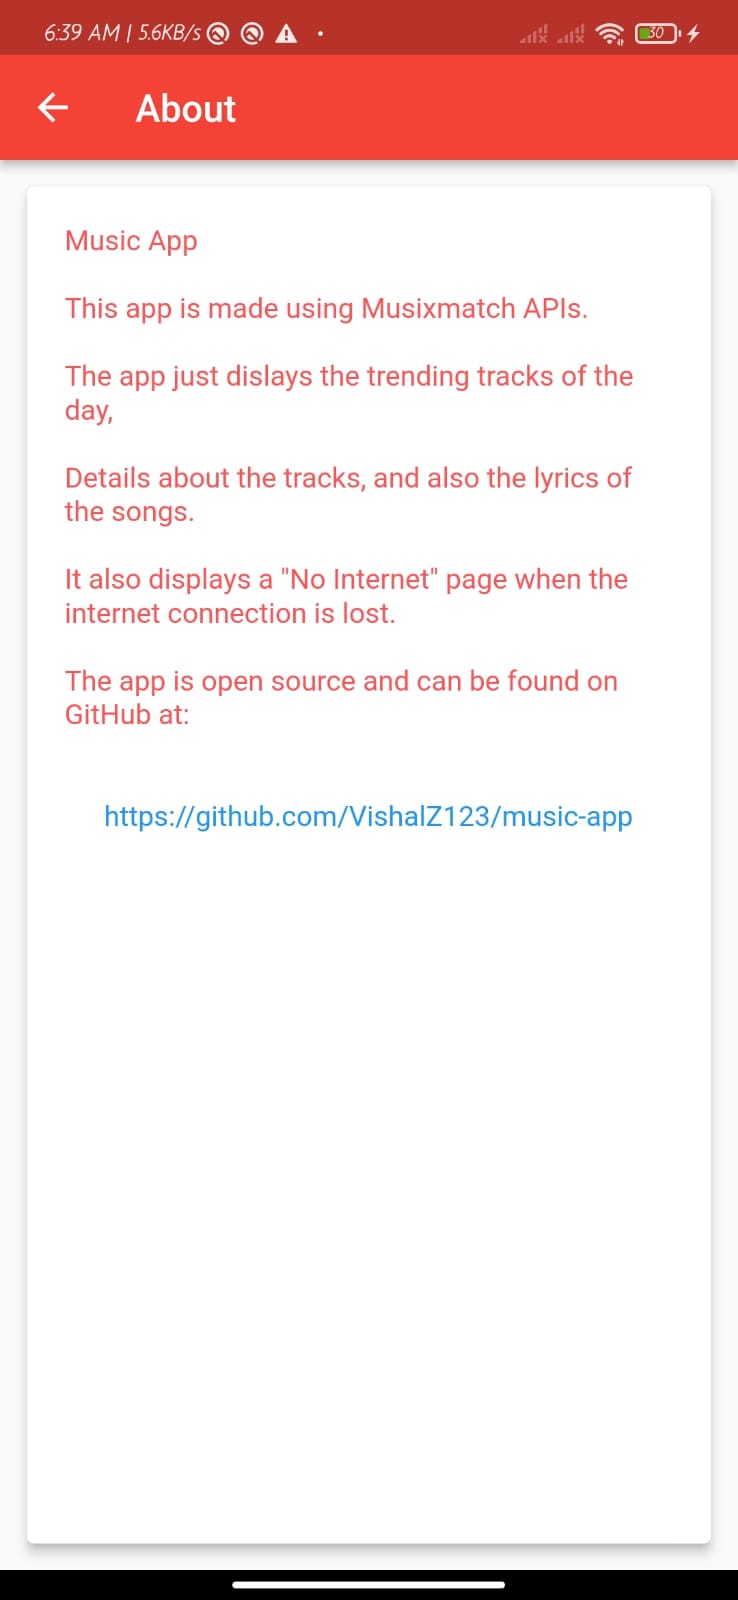 6:39 AM | 5.6KB/s
30
About
Music App
This app is made using Musixmatch APIs.
The app just dislays the trending tracks of the
day,
Details about the tracks, and also the lyrics of
the songs.
It also displays a "No Internet" page when the
internet connection is lost.
The app is open source and can be found on
GitHub at:
https://github.com/VishalZ123/music-app